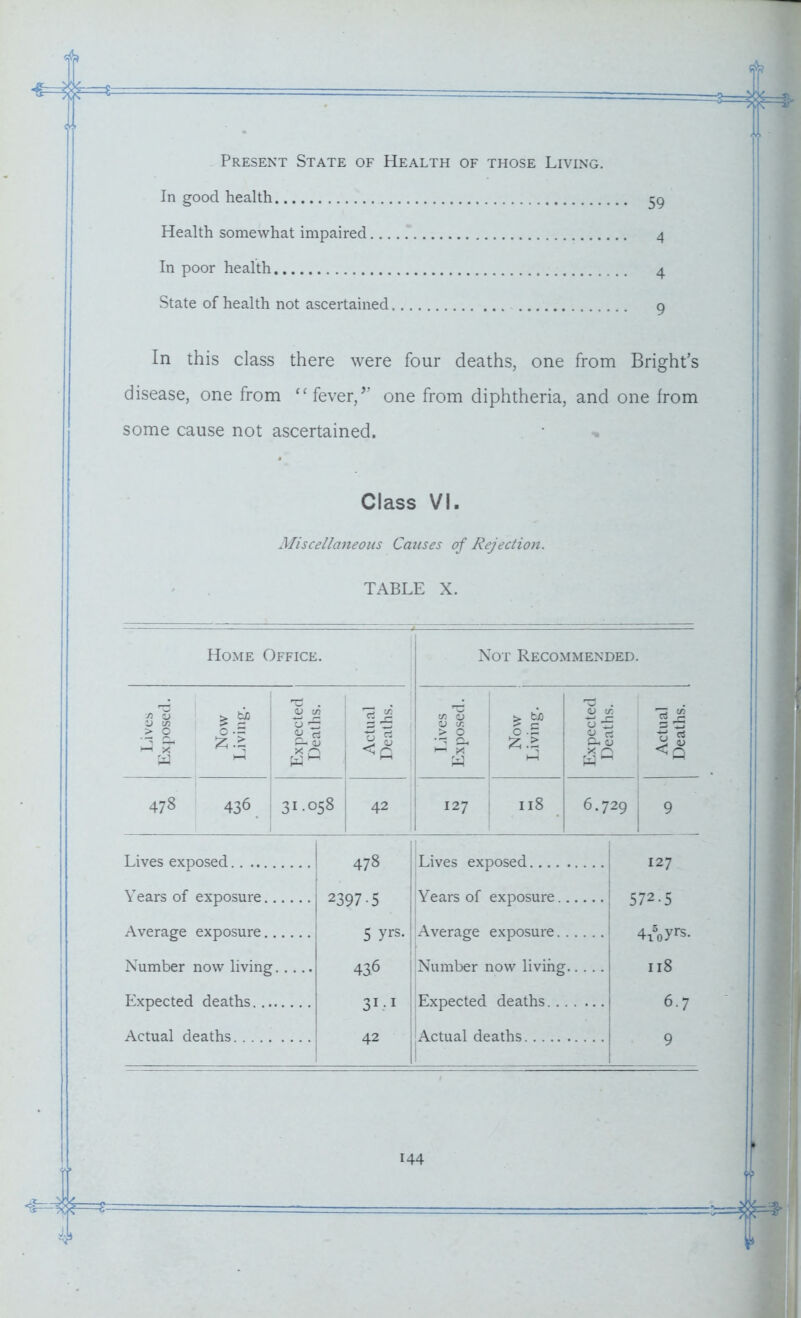 PRESENT STATE OF HEALTH OF THOSE LIVING.
In good health........................................ 59
Health somewhat impaired.............................. 4
In poor health........................................ 4
State of health not ascertained....................... 9
In this class there were four deaths, one from Bright's
disease, one from “fever,” one from diphtheria, and one from
some cause not ascertained.
Class VI.
Miscellaneous Causes of Rejection.
TABLE X.
HOME OFFICE. NOT RECOMMENDED.
Lives Exposed. Now Living. Expected Deaths. Actual Deaths. Lives Exposed. Now Living. Expected Deaths. Actual Deaths.
478 436 31.058 42 127 118 6.729 9
Lives exposed.......... 478 Lives exposed.......... 127
Years of exposure...... 2397.5 Years of exposure...... 572.5
Average exposure...... 5 yrs. Average exposure...... 4 5/10 yrs.
Number now living..... 436 Number now living..... 118
Expected deaths........ 31.1 Expected deaths........ 6.7
Actual deaths.......... 42 Actual deaths.......... 9
144